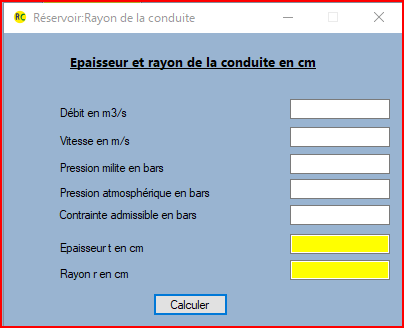 RC Réservoir:Rayon de la conduite
Epaisseur et rayon de la conduite en cm
Débit en m3/s
Vitesse en m/s
Pression milite en bars
Pression atmosphérique en bars
Contrainte admissible en bars
Epaisseur t en cm
Rayon r en cm
Calculer